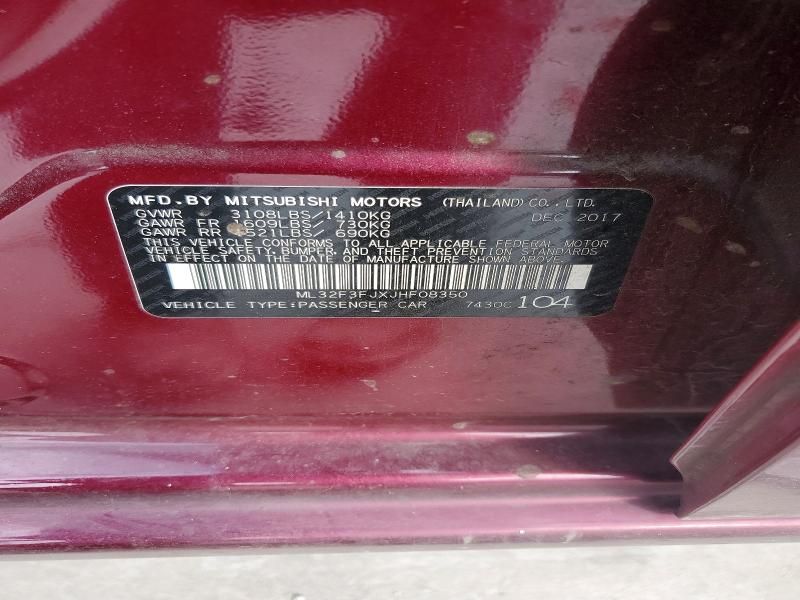 MFD.BY MITSUBISHI MOTORS (THAILAND)CO.,LTD.
GVWR 3108LBS/1410KG DEC 2017
GAWR FR 1609LBS/ 730KG
GAWR RR 1521LBS/ 690KG
THIS VEHICLE CONFORMS TO ALL APPLICABLE FEDERAL MOTOR
VEHICLE SAFETY,BUMPER,AND THEFT PREVENTION STANDARDS
IN EFFECT ON THE DATE OF MANUFACTURE SHOWN ABOVE.
ML32F3FJXJHF08350
VEHICLE TYPE:PASSENGER CAR 7430C 104